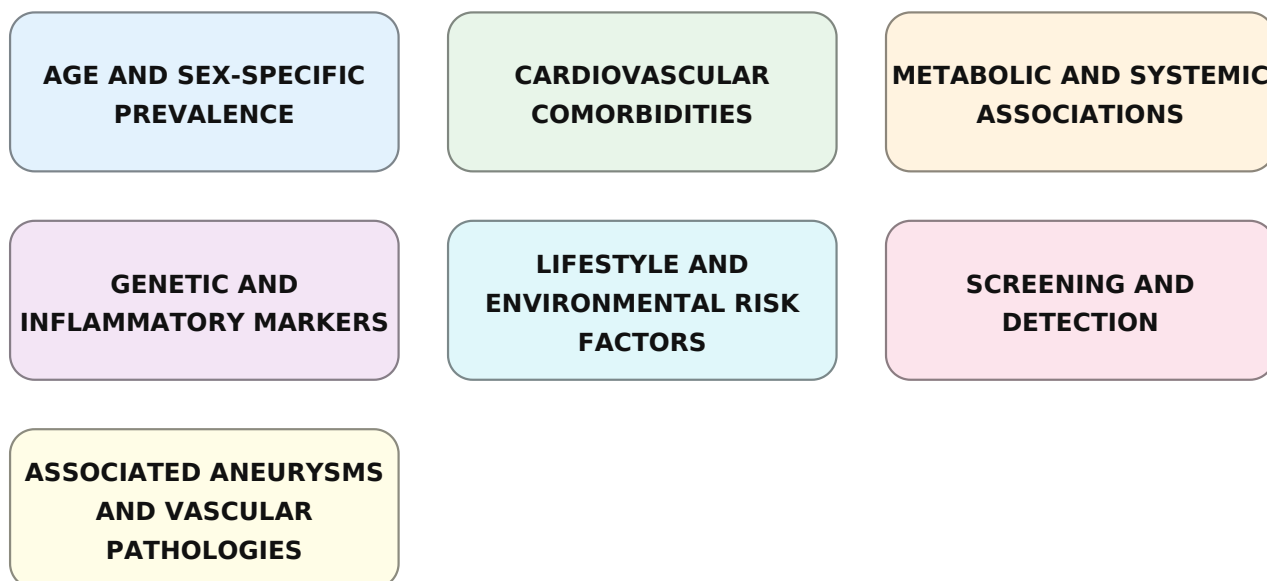 AGE AND SEX-SPECIFIC
PREVALENCE
CARDIOVASCULAR
COMORBIDITIES
METABOLIC AND SYSTEMIC
ASSOCIATIONS
GENETIC AND
INFLAMMATORY MARKERS
LIFESTYLE AND
ENVIRONMENTAL RISK
FACTORS
SCREENING AND
DETECTION
ASSOCIATED ANEURYSMS
AND VASCULAR
PATHOLOGIES